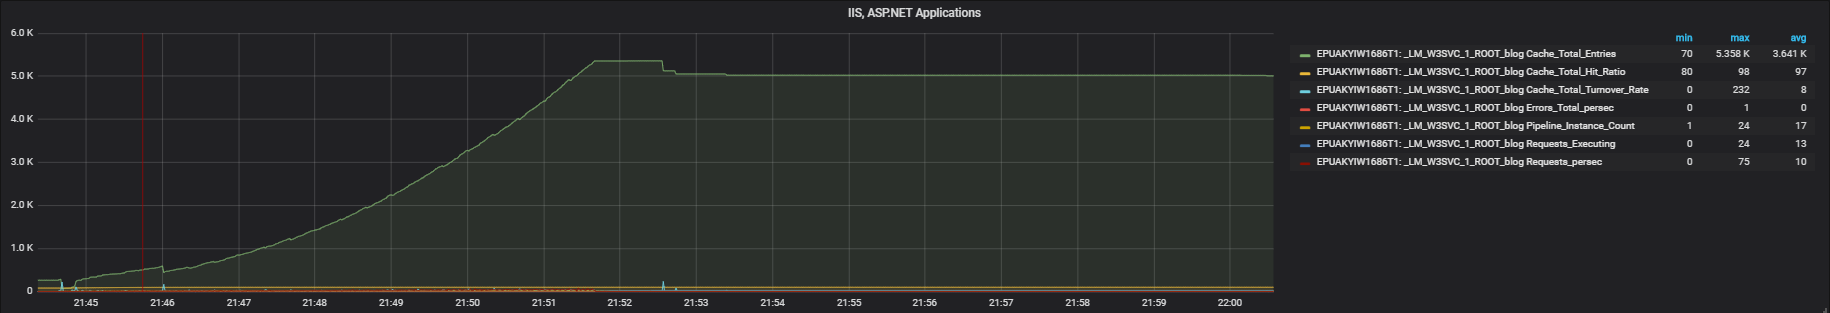 IIS, ASP.NET Applications
6.0 K
5.0 K
4.0 K
3.0 K
2.0 K
1.0 K
0
21:45 21:46 21:47 21:48 21:49 21:50 21:51 21:52 21:53 21:54 21:55 21:56 21:57 21:58 21:59 22:00
min max avg
EPUAKYIW1686T1: _LM_W3SVC_1_ROOT_blog Cache_Total_Entries 70 5.358 K 3.641 K
EPUAKYIW1686T1: _LM_W3SVC_1_ROOT_blog Cache_Total_Hit_Ratio 80 98 97
EPUAKYIW1686T1: _LM_W3SVC_1_ROOT_blog Cache_Total_Turnover_Rate 0 232 8
EPUAKYIW1686T1: _LM_W3SVC_1_ROOT_blog Errors_Total_persec 0 1 0
EPUAKYIW1686T1: _LM_W3SVC_1_ROOT_blog Pipeline_Instance_Count 1 24 17
EPUAKYIW1686T1: _LM_W3SVC_1_ROOT_blog Requests_Executing 0 24 13
EPUAKYIW1686T1: _LM_W3SVC_1_ROOT_blog Requests_persec 0 75 10